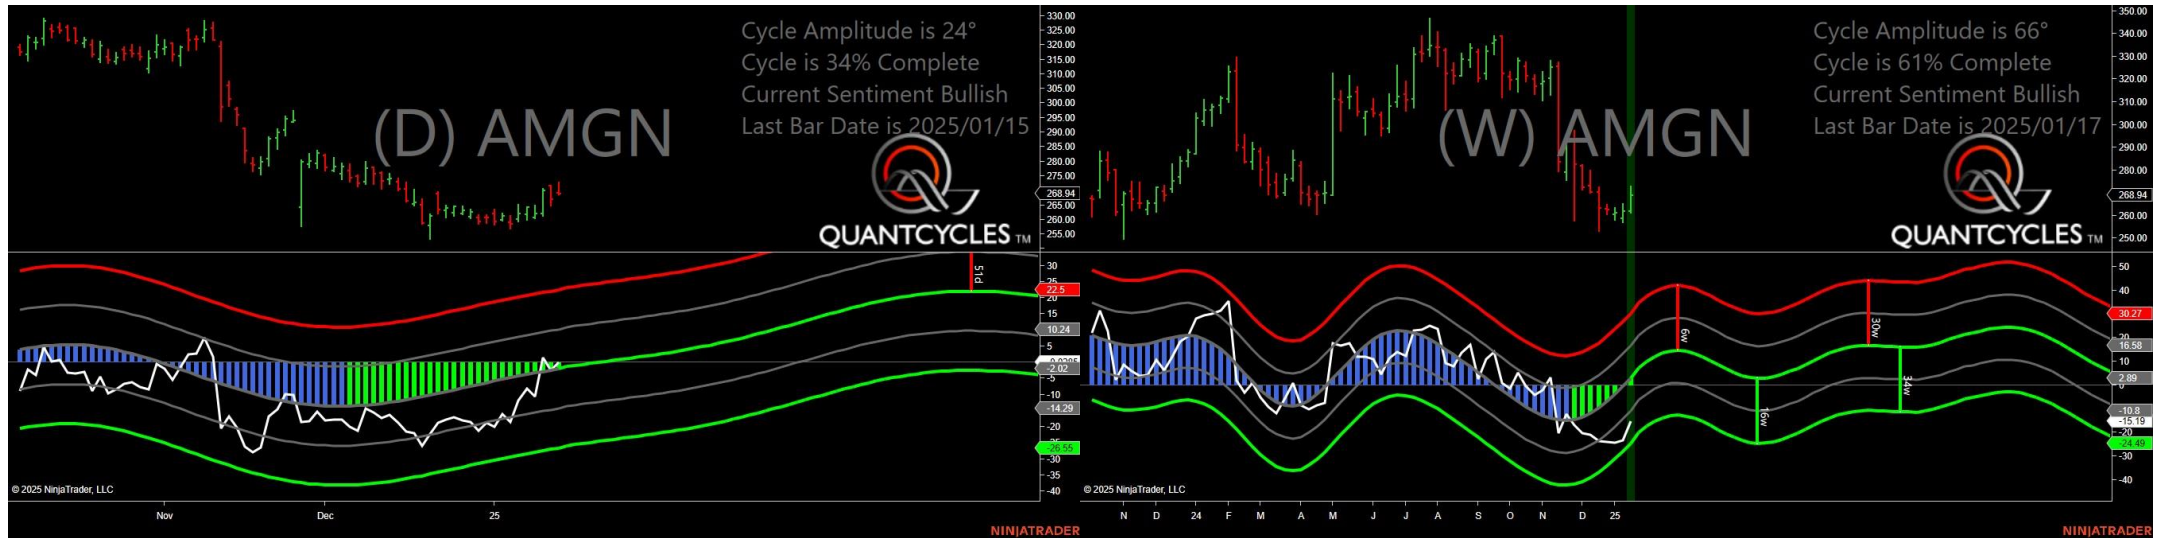 Cycle Amplitude is 24°
Cycle is 34% Complete
Current Sentiment Bullish
Last Bar Date is 2025/01/15
(D) AMGN
QUANTCYCLES TM
330.00
325.00
320.00
315.00
310.00
305.00
300.00
295.00
290.00
285.00
280.00
275.00
268.94
265.00
260.00
255.00
51d
30
25
22.5
20
15
10.24
5
-2.02
-5
-10
-14.29
-20
-26.55
-30
-35
-40
© 2025 NinjaTrader, LLC
Nov
Dec
25
NINJATRADER
Cycle Amplitude is 66°
Cycle is 61% Complete
Current Sentiment Bullish
Last Bar Date is 2025/01/17
(W) AMGN
QUANTCYCLES TM
350.00
340.00
330.00
320.00
310.00
300.00
290.00
280.00
268.94
260.00
250.00
6w
16w
30w
34w
50
40
30.27
20
16.58
10
2.89
0
-10.8
-15.19
-20
-24.49
-30
-40
© 2025 NinjaTrader, LLC
N
D
24
F
M
A
M
J
J
A
S
O
N
D
25
NINJATRADER